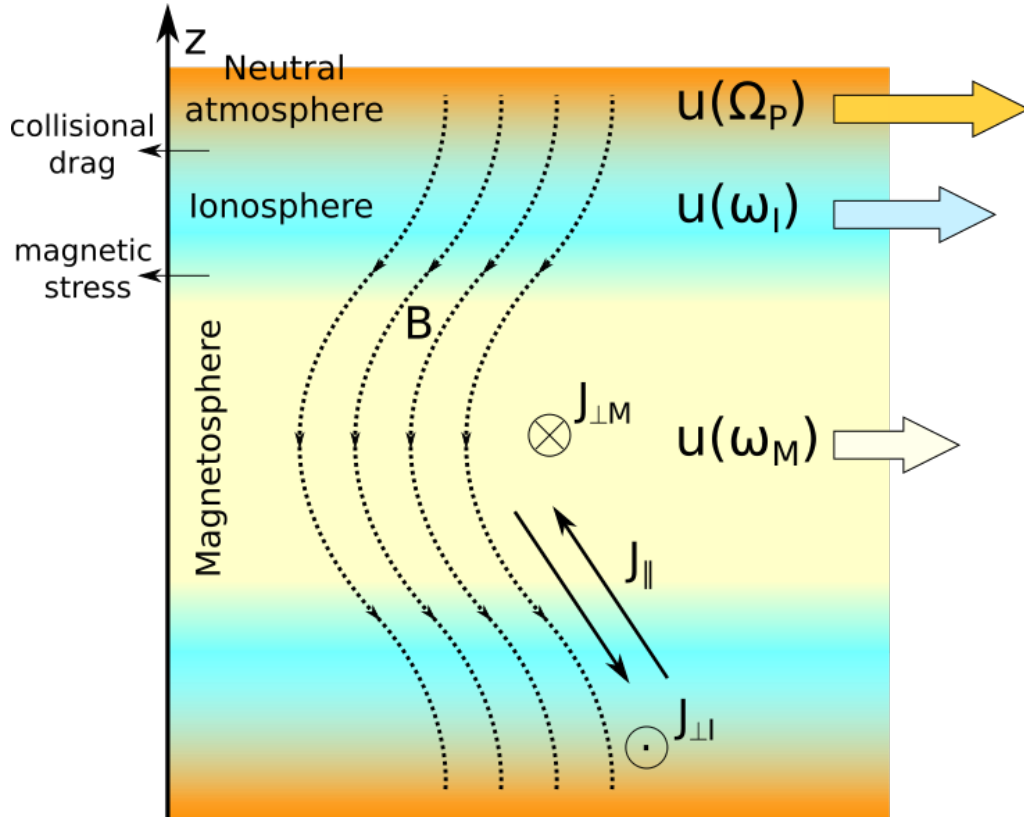 z
Neutral
atmosphere
u(Ω_P)
collisional
drag
Ionosphere
u(ω_I)
magnetic
stress
B
Magnetosphere
J_⊥M
u(ω_M)
J_∥
J_⊥I